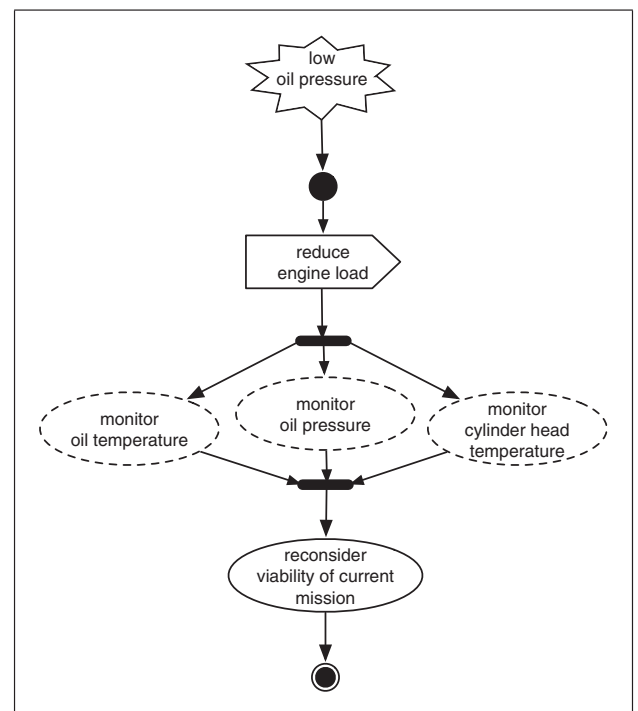 low
oil pressure
reduce
engine load
monitor
oil temperature
monitor
oil pressure
monitor
cylinder head
temperature
reconsider
viability of current
mission